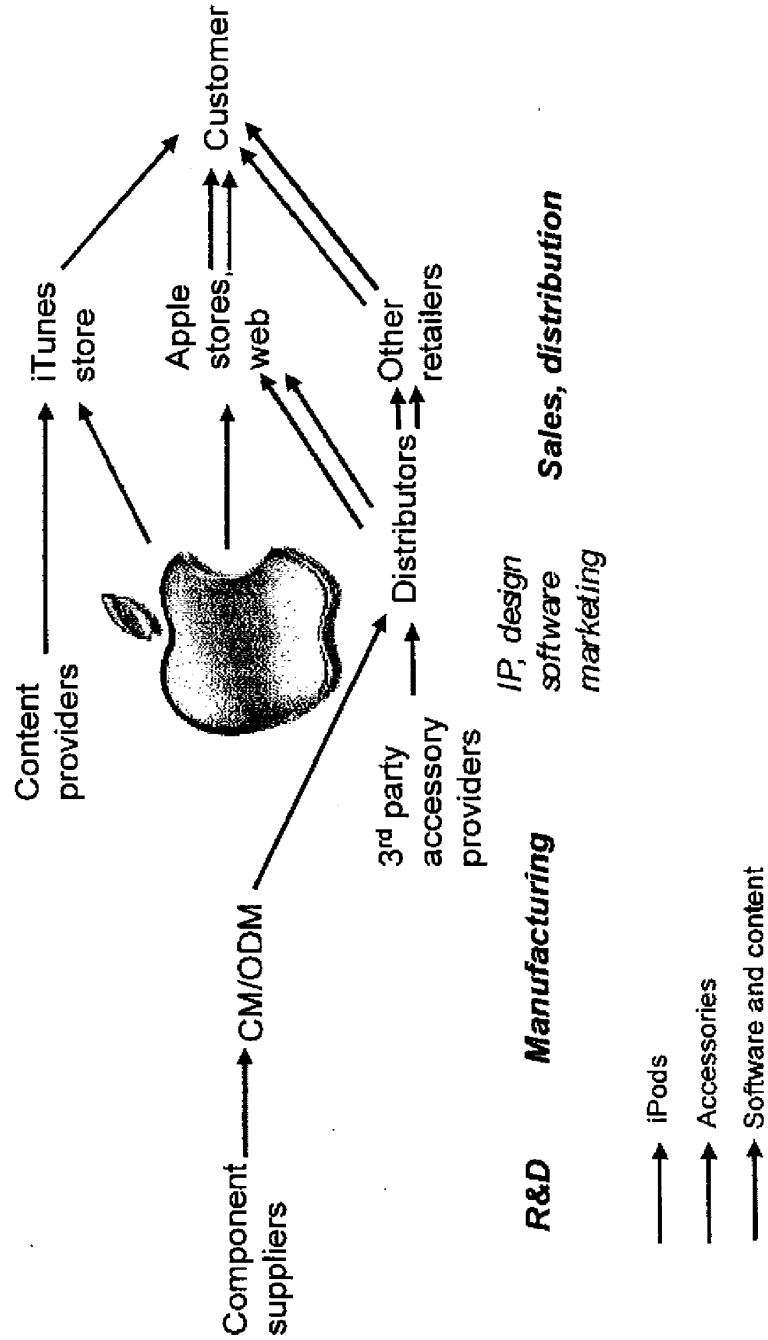 Content
providers
iTunes
store
Component
suppliers
CM/ODM
Apple
stores,
web
Customer
3rd party
accessory
providers
Distributors
Other
retailers
R&D
Manufacturing
IP, design
software
marketing
Sales, distribution
iPods
Accessories
Software and content